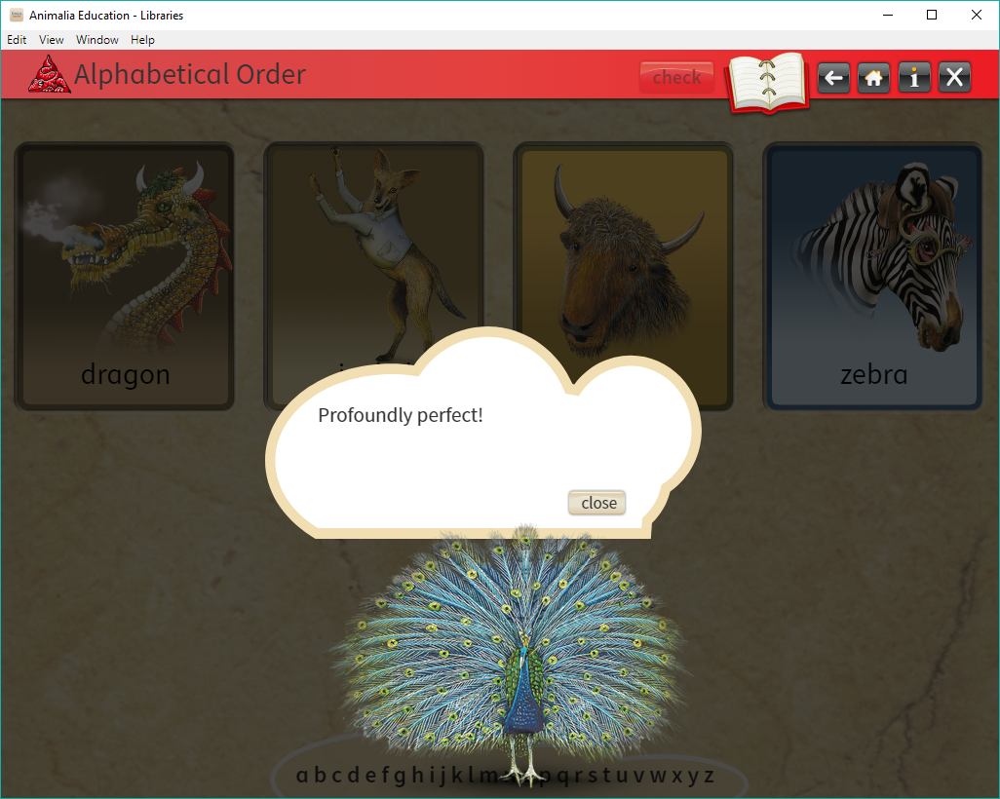 Animalia Education - Libraries
Edit View Window Help
Alphabetical Order
check
dragon
zebra
Profoundly perfect!
close
a b c d e f g h i j k l m p q r s t u v w x y z